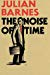 JULIAN
BARNES
THE NOISE
OF TIME